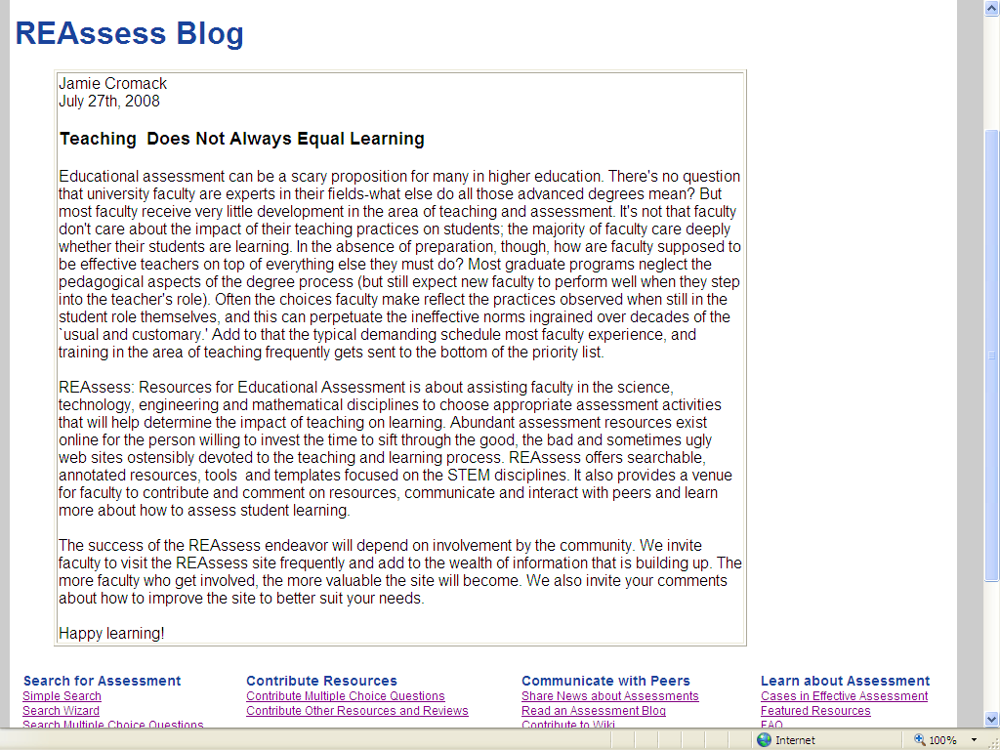 REAssess Blog
Jamie Cromack
July 27th, 2008
Teaching  Does Not Always Equal Learning
Educational assessment can be a scary proposition for many in higher education. There's no question
that university faculty are experts in their fields-what else do all those advanced degrees mean? But
most faculty receive very little development in the area of teaching and assessment. It's not that faculty
don't care about the impact of their teaching practices on students; the majority of faculty care deeply
whether their students are learning. In the absence of preparation, though, how are faculty supposed to
be effective teachers on top of everything else they must do? Most graduate programs neglect the
pedagogical aspects of the degree process (but still expect new faculty to perform well when they step
into the teacher's role). Often the choices faculty make reflect the practices observed when still in the
student role themselves, and this can perpetuate the ineffective norms ingrained over decades of the
`usual and customary.' Add to that the typical demanding schedule most faculty experience, and
training in the area of teaching frequently gets sent to the bottom of the priority list.
REAssess: Resources for Educational Assessment is about assisting faculty in the science,
technology, engineering and mathematical disciplines to choose appropriate assessment activities
that will help determine the impact of teaching on learning. Abundant assessment resources exist
online for the person willing to invest the time to sift through the good, the bad and sometimes ugly
web sites ostensibly devoted to the teaching and learning process. REAssess offers searchable,
annotated resources, tools  and templates focused on the STEM disciplines. It also provides a venue
for faculty to contribute and comment on resources, communicate and interact with peers and learn
more about how to assess student learning.
The success of the REAssess endeavor will depend on involvement by the community. We invite
faculty to visit the REAssess site frequently and add to the wealth of information that is building up. The
more faculty who get involved, the more valuable the site will become. We also invite your comments
about how to improve the site to better suit your needs.
Happy learning!
Search for Assessment Contribute Resources Communicate with Peers Learn about Assessment
Simple Search Contribute Multiple Choice Questions Share News about Assessments Cases in Effective Assessment
Search Wizard Contribute Other Resources and Reviews Read an Assessment Blog Featured Resources
Search Multiple Choice Questions Contribute to Wiki FAQ
Internet 100%